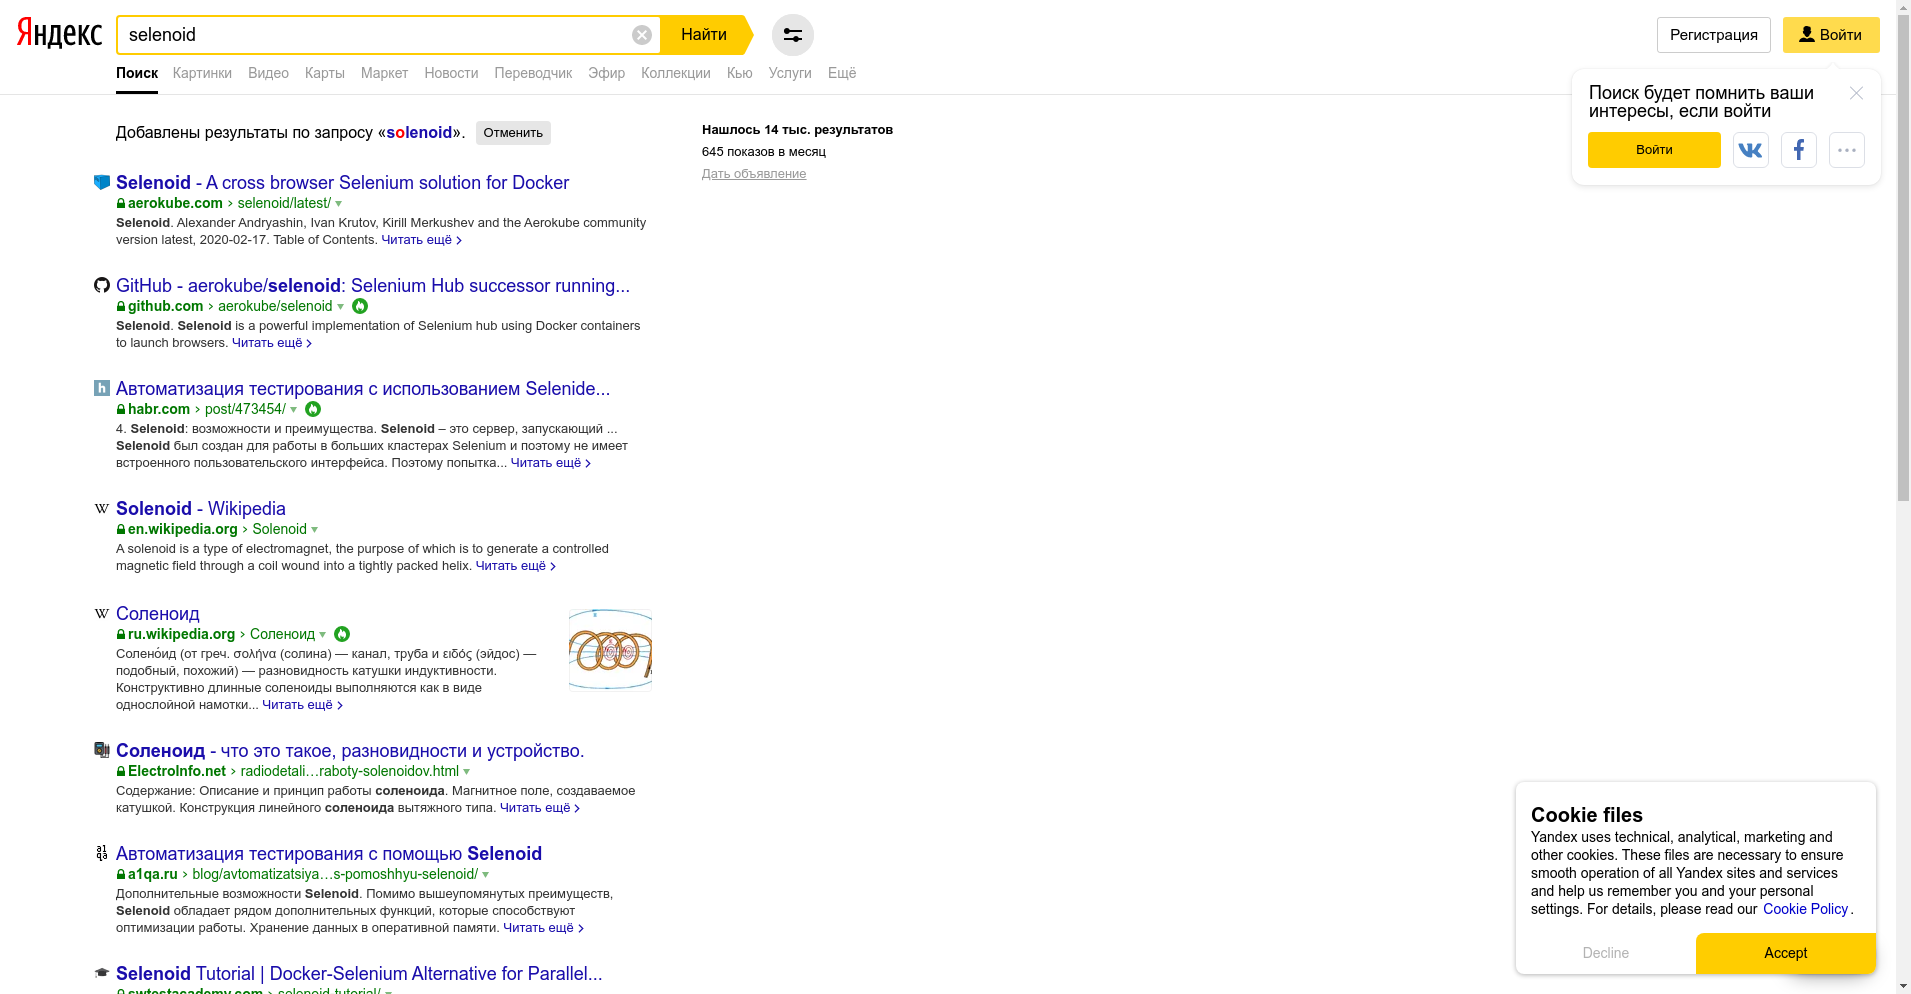 Яндекс
selenoid
Найти
Регистрация
Войти
Поиск Картинки Видео Карты Маркет Новости Переводчик Эфир Коллекции Кью Услуги Ещё
Поиск будет помнить ваши
интересы, если войти
Войти
Добавлены результаты по запросу «solenoid». Отменить
Нашлось 14 тыс. результатов
645 показов в месяц
Дать объявление
Selenoid - A cross browser Selenium solution for Docker
aerokube.com › selenoid/latest/
Selenoid. Alexander Andryashin, Ivan Krutov, Kirill Merkushev and the Aerokube community
version latest, 2020-02-17. Table of Contents. Читать ещё >
GitHub - aerokube/selenoid: Selenium Hub successor running...
github.com › aerokube/selenoid
Selenoid. Selenoid is a powerful implementation of Selenium hub using Docker containers
to launch browsers. Читать ещё >
Автоматизация тестирования с использованием Selenide...
habr.com › post/473454/
4. Selenoid: возможности и преимущества. Selenoid – это сервер, запускающий ...
Selenoid был создан для работы в больших кластерах Selenium и поэтому не имеет
встроенного пользовательского интерфейса. Поэтому попытка... Читать ещё >
Solenoid - Wikipedia
en.wikipedia.org › Solenoid
A solenoid is a type of electromagnet, the purpose of which is to generate a controlled
magnetic field through a coil wound into a tightly packed helix. Читать ещё >
Соленоид
ru.wikipedia.org › Соленоид
Солено́ид (от греч. σολήνα (солина) — канал, труба и ειδός (эйдос) —
подобный, похожий) — разновидность катушки индуктивности.
Конструктивно длинные соленоиды выполняются как в виде
однослойной намотки... Читать ещё >
Соленоид - что это такое, разновидности и устройство.
ElectroInfo.net › radiodetali…raboty-solenoidov.html
Содержание: Описание и принцип работы соленоида. Магнитное поле, создаваемое
катушкой. Конструкция линейного соленоида вытяжного типа. Читать ещё >
Автоматизация тестирования с помощью Selenoid
a1qa.ru › blog/avtomatizatsiya…s-pomoshhyu-selenoid/
Дополнительные возможности Selenoid. Помимо вышеупомянутых преимуществ,
Selenoid обладает рядом дополнительных функций, которые способствуют
оптимизации работы. Хранение данных в оперативной памяти. Читать ещё >
Selenoid Tutorial | Docker-Selenium Alternative for Parallel...
swtestacademy.com › selenoid-tutorial/
Cookie files
Yandex uses technical, analytical, marketing and
other cookies. These files are necessary to ensure
smooth operation of all Yandex sites and services
and help us remember you and your personal
settings. For details, please read our Cookie Policy.
Decline
Accept